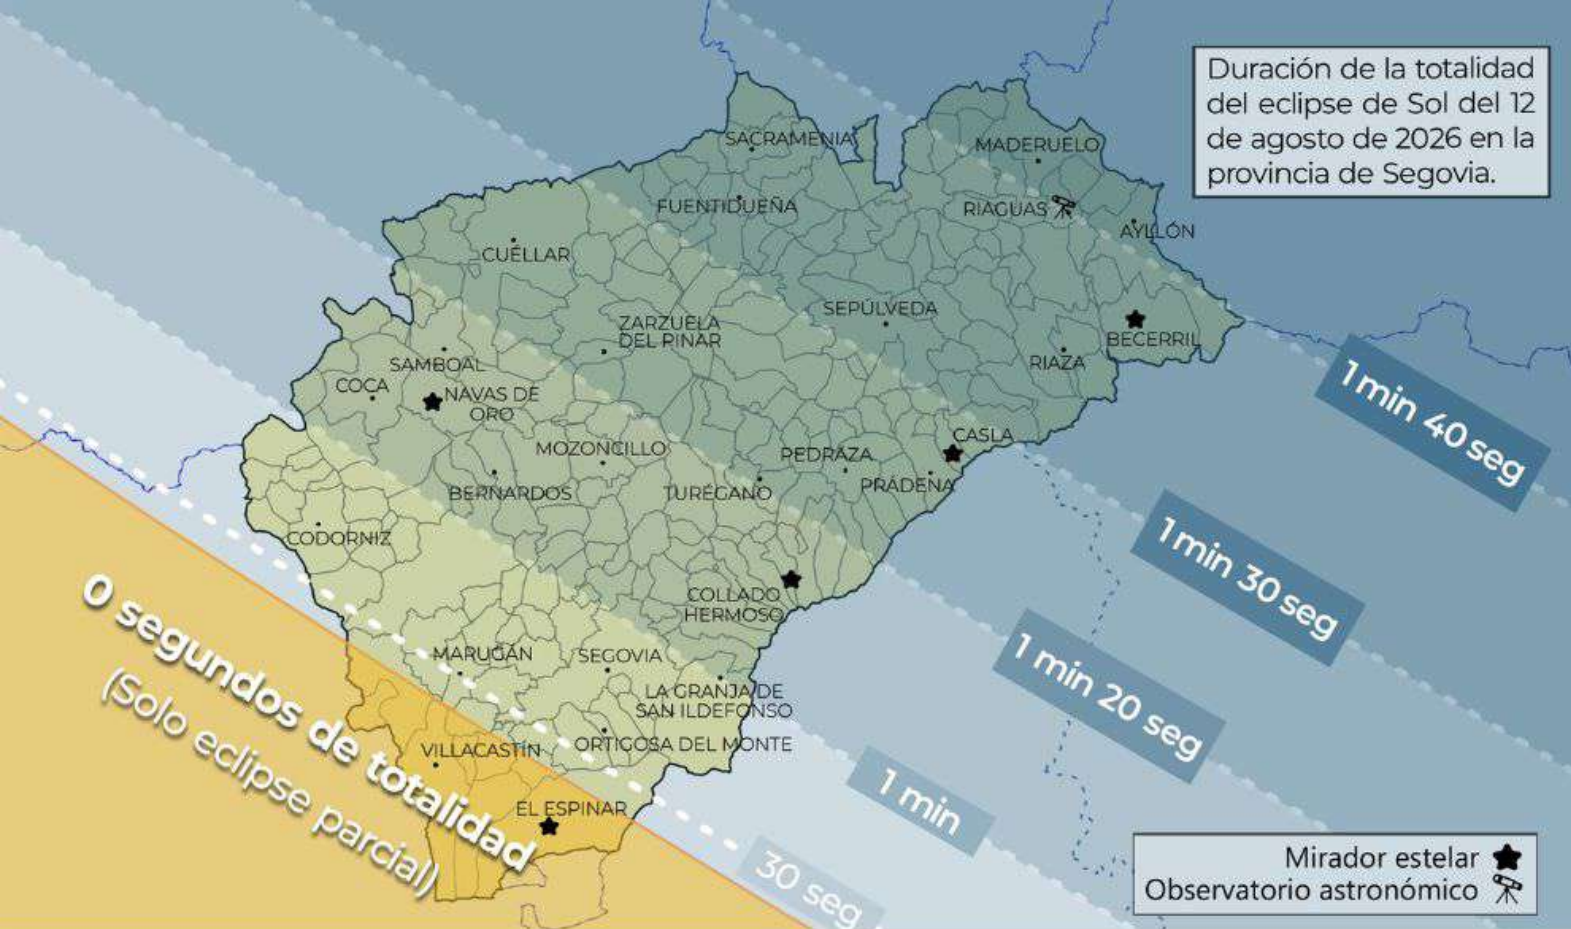 Duración de la totalidad
del eclipse de Sol del 12
de agosto de 2026 en la
provincia de Segovia.
SACRAMENIA
MADERUELO
FUENTIDUEÑA
RIAGUAS
AYLLÓN
CUÉLLAR
SEPÚLVEDA
ZARZUELA
DEL PINAR
BECERRIL
RIAZA
SAMBOAL
COCA
NAVAS DE
ORO
CASLA
MOZONCILLO
PEDRAZA
PRÁDENA
BERNARDOS
TURÉGANO
CODORNIZ
COLLADO
HERMOSO
MARUGÁN
SEGOVIA
LA GRANJA DE
SAN ILDEFONSO
VILLACASTÍN
ORTIGOSA DEL MONTE
EL ESPINAR
1 min 40 seg
1 min 30 seg
1 min 20 seg
1 min
30 seg
0 segundos de totalidad
(Solo eclipse parcial)
Mirador estelar
Observatorio astronómico